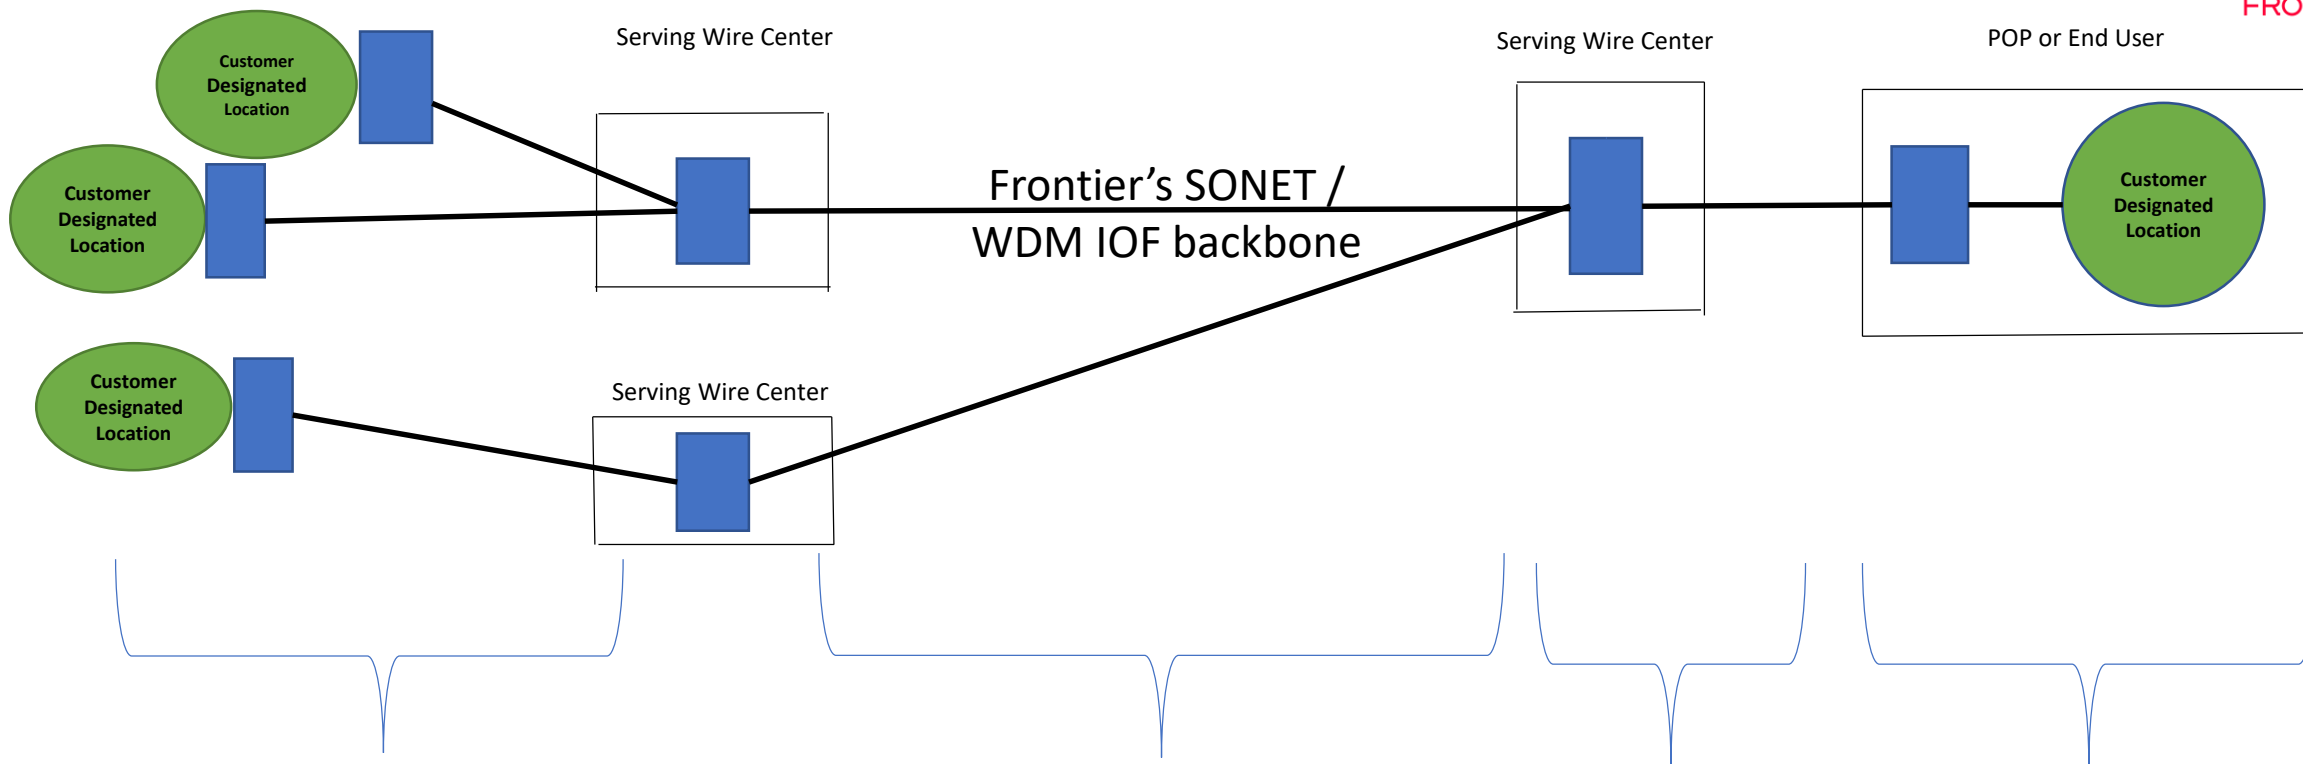 FRO
Serving Wire Center
Serving Wire Center
POP or End User
Customer
Designated
Location
Customer
Designated
Location
Frontier’s SONET /
WDM IOF backbone
Customer
Designated
Location
Customer
Designated
Location
Serving Wire Center